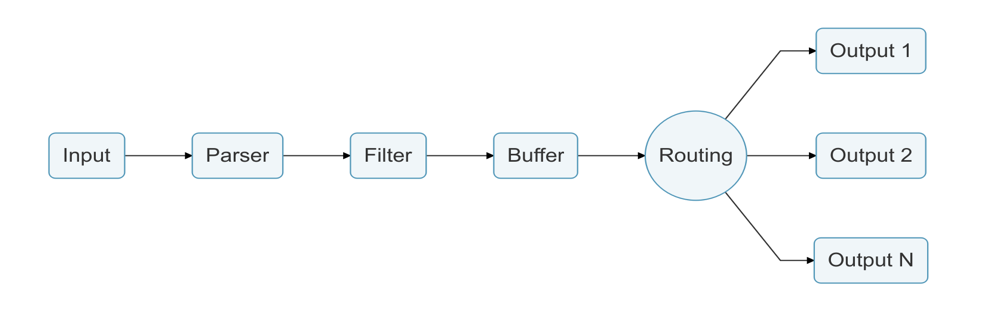 Input
Parser
Filter
Buffer
Routing
Output 1
Output 2
Output N